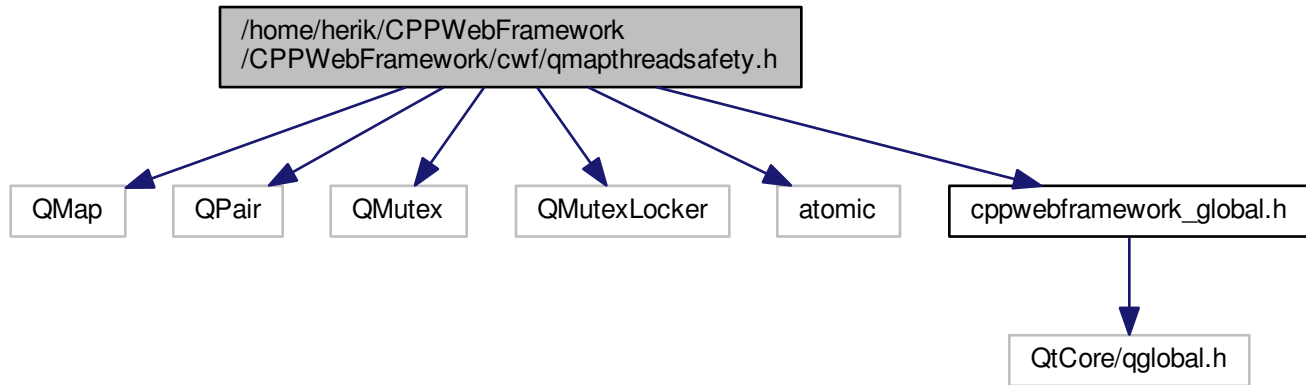 /home/herik/CPPWebFramework
/CPPWebFramework/cwf/qmapthreadsafety.h
QMap
QPair
QMutex
QMutexLocker
atomic
cppwebframework_global.h
QtCore/qglobal.h